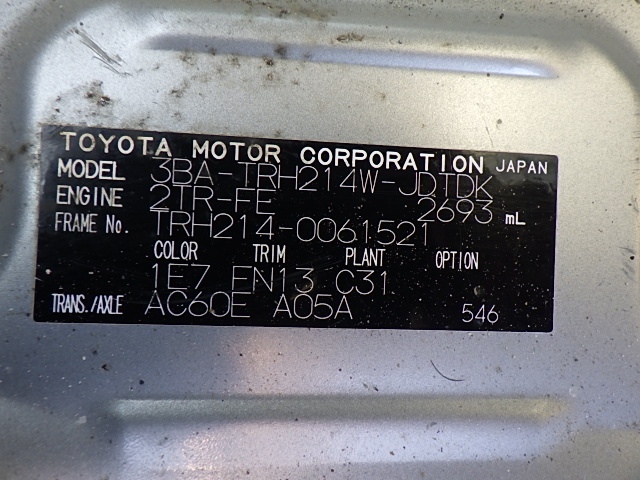 TOYOTA MOTOR CORPORATION JAPAN
MODEL 3BA-TRH214W-JDTDK
ENGINE 2TR-FE 2693 mL
FRAME No. TRH214-0061521
COLOR TRIM PLANT OPTION
1E7 EN13 C31
TRANS./AXLE AC60E A05A 546